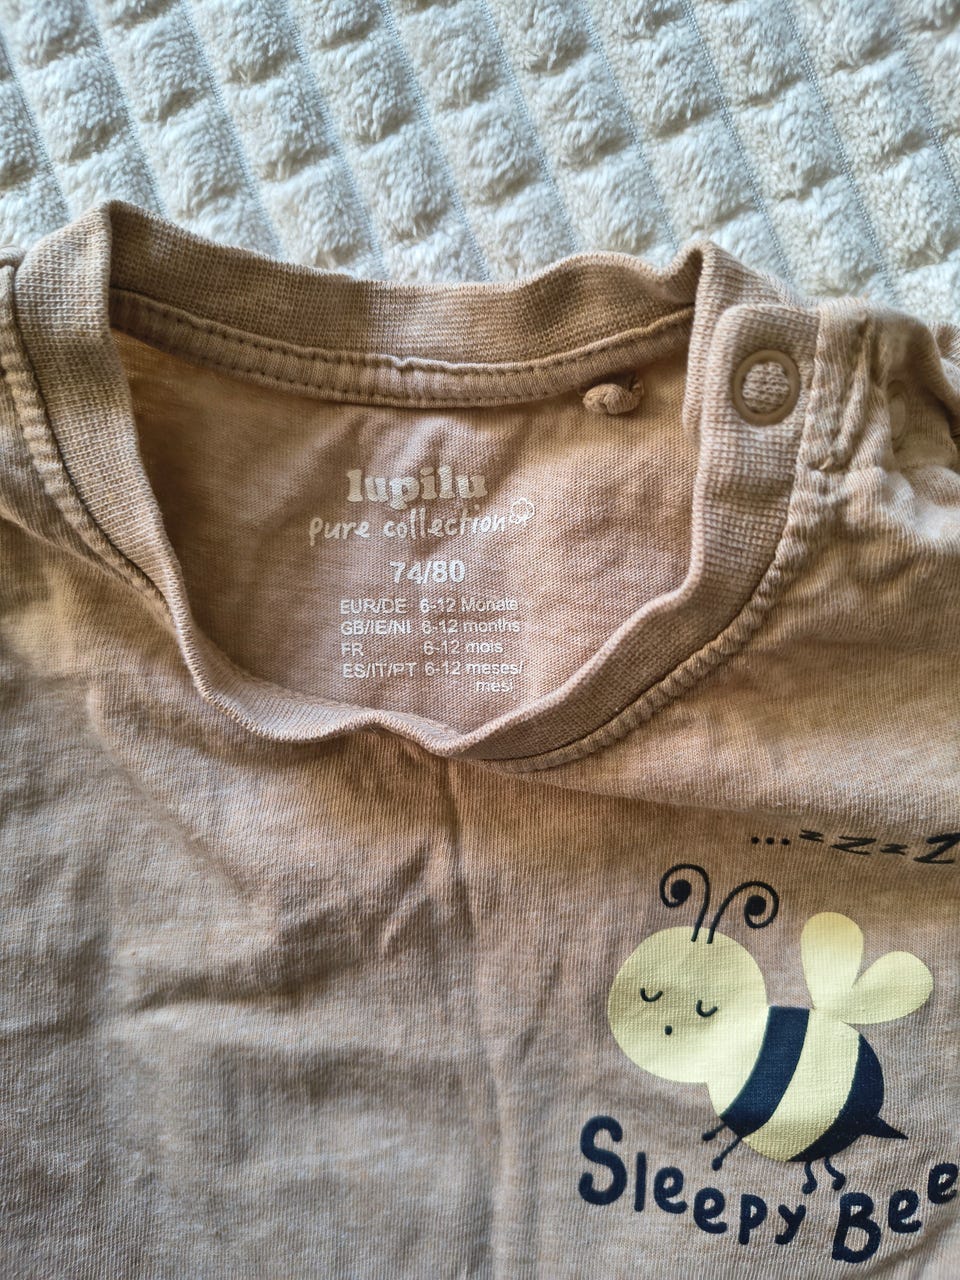 lupilu
pure collection
74/80
EUR/DE 6-12 Monate
GB/IE/NI 6-12 months
FR 6-12 mois
ES/IT/PT 6-12 meses/
mesi
...zzzz
Sleepy Bee